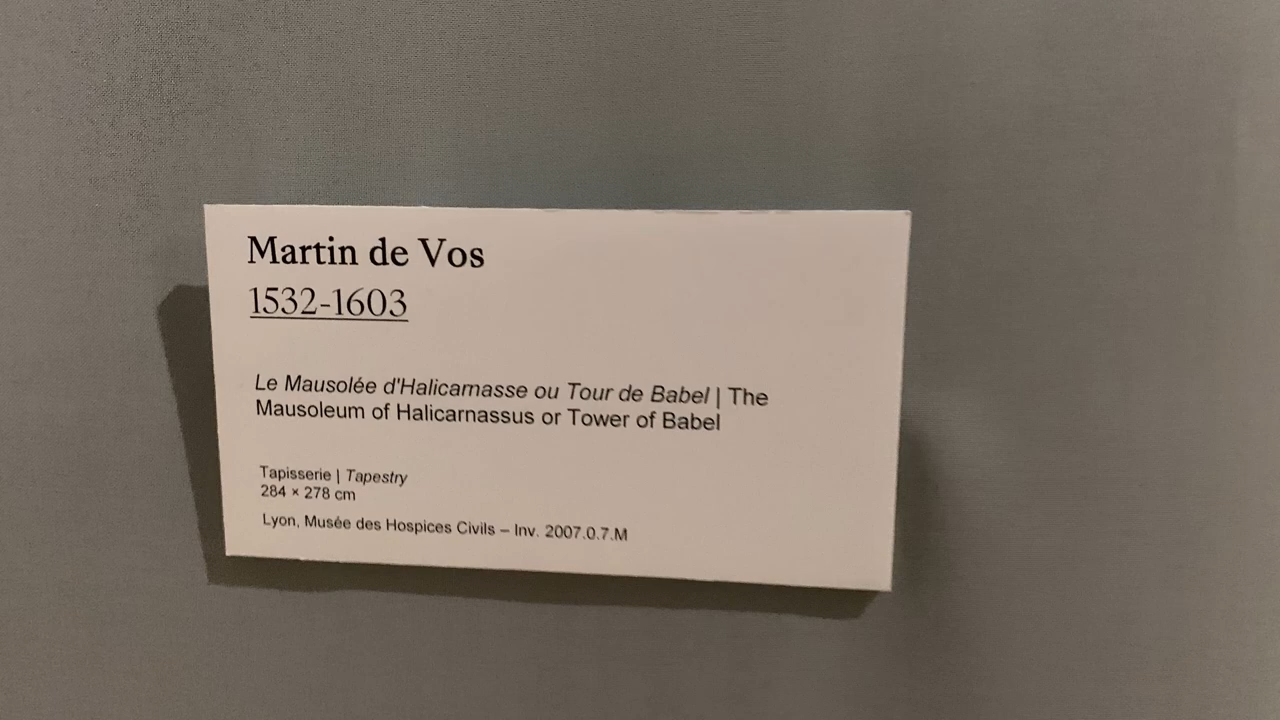 Martin de Vos
1532-1603
Le Mausolée d'Halicarnasse ou Tour de Babel | The
Mausoleum of Halicarnassus or Tower of Babel
Tapisserie | Tapestry
284 × 278 cm
Lyon, Musée des Hospices Civils – Inv. 2007.0.7.M